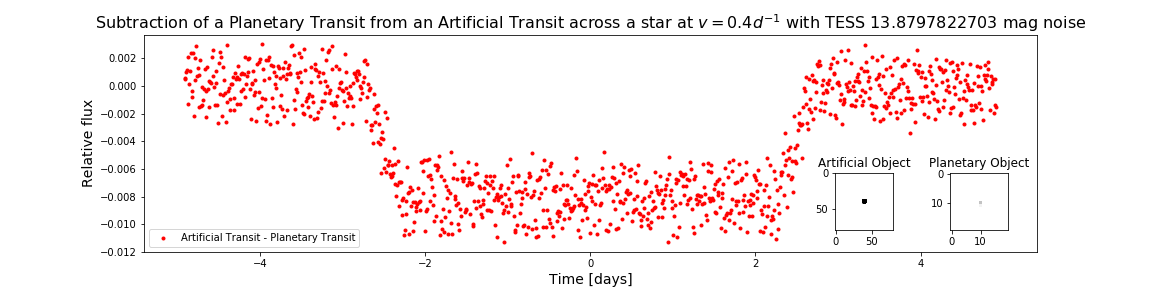 Subtraction of a Planetary Transit from an Artificial Transit across a star at v = 0.4d⁻¹ with TESS 13.8797822703 mag noise
Relative flux
0.002
0.000
−0.002
−0.004
−0.006
−0.008
−0.010
−0.012
Artificial Object
0
50
0 50
Planetary Object
0
10
0 10
Artificial Transit - Planetary Transit
−4 −2 0 2 4
Time [days]